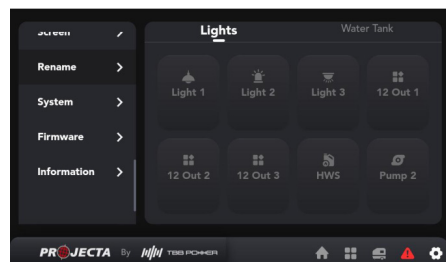 Screen
Rename
System
Firmware
Information
Lights
Water Tank
Light 1
Light 2
Light 3
12 Out 1
12 Out 2
12 Out 3
HWS
Pump 2
PROJECTA By TBB POWER